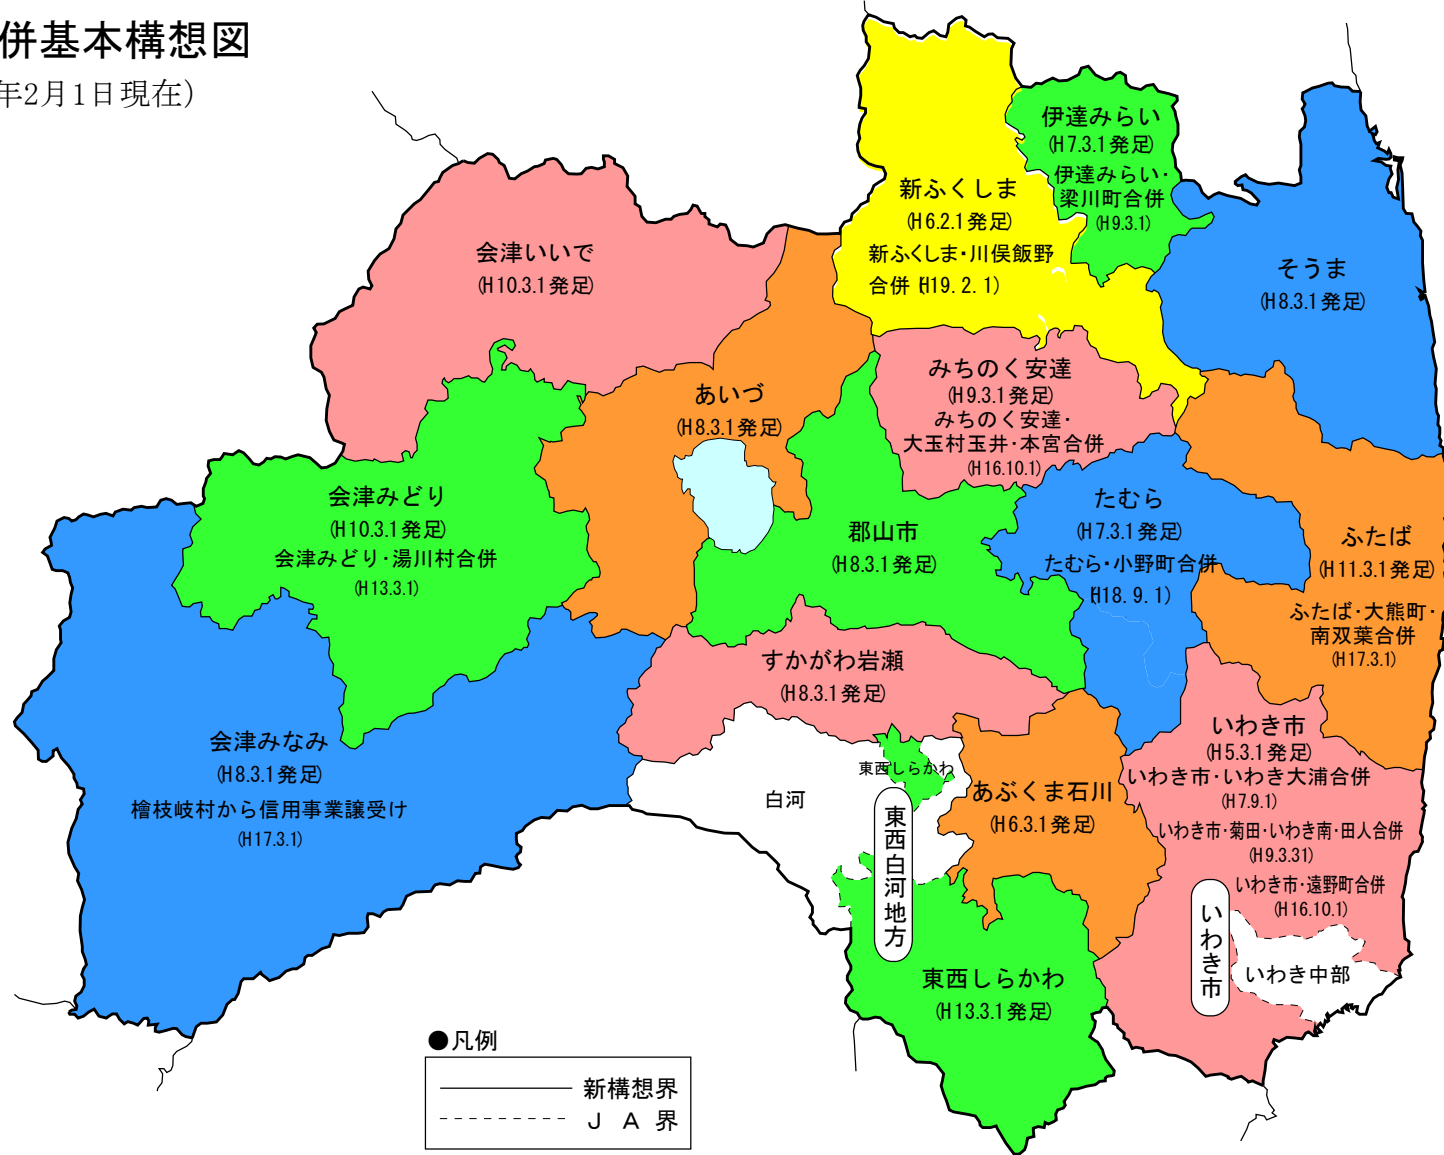 併基本構想図
年2月1日現在)
伊達みらい
(H7.3.1発足)
伊達みらい・
梁川町合併
(H9.3.1)
新ふくしま
(H6.2.1発足)
新ふくしま・川俣飯野
合併(H19.2.1)
会津いいで
(H10.3.1発足)
そうま
(H8.3.1発足)
みちのく安達
(H9.3.1発足)
みちのく安達・
大玉村玉井・本宮合併
(H16.10.1)
あいづ
(H8.3.1発足)
会津みどり
(H10.3.1発足)
会津みどり・湯川村合併
(H13.3.1)
郡山市
(H8.3.1発足)
たむら
(H7.3.1発足)
たむら・小野町合併
(H18.9.1)
ふたば
(H11.3.1発足)
ふたば・大熊町・
南双葉合併
(H17.3.1)
すかがわ岩瀬
(H8.3.1発足)
会津みなみ
(H8.3.1発足)
檜枝岐村から信用事業譲受け
(H17.3.1)
いわき市
(H5.3.1発足)
いわき市・いわき大浦合併
(H7.9.1)
いわき市・菊田・いわき南・田人合併
(H9.3.31)
いわき市・遠野町合併
(H16.10.1)
東西しらかわ
白河
あぶくま石川
(H6.3.1発足)
東西白河地方
いわき市
いわき中部
東西しらかわ
(H13.3.1発足)
●凡例
新構想界
JA界